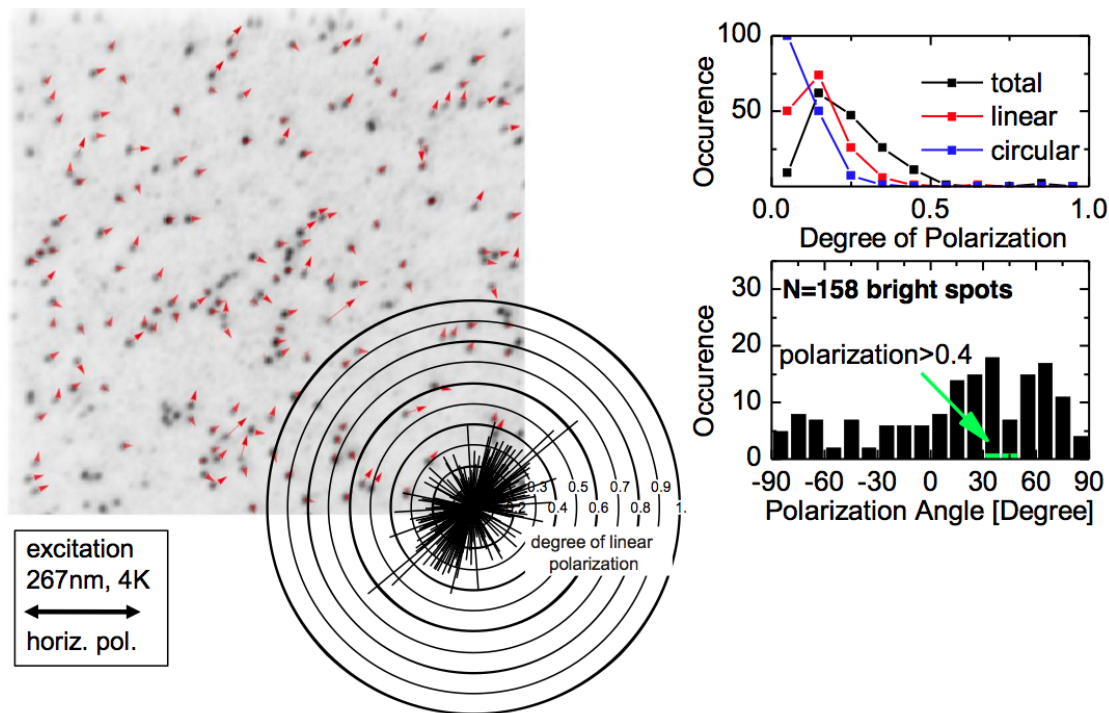 excitation
267nm, 4K
horiz. pol.
0.2 0.3 0.4 0.5 0.6 0.7 0.8 0.9 1.
degree of linear
polarization
100
50
0
0.0 0.5 1.0
Occurence
total
linear
circular
Degree of Polarization
30
20
10
0
Occurence
N=158 bright spots
polarization>0.4
-90 -60 -30 0 30 60 90
Polarization Angle [Degree]